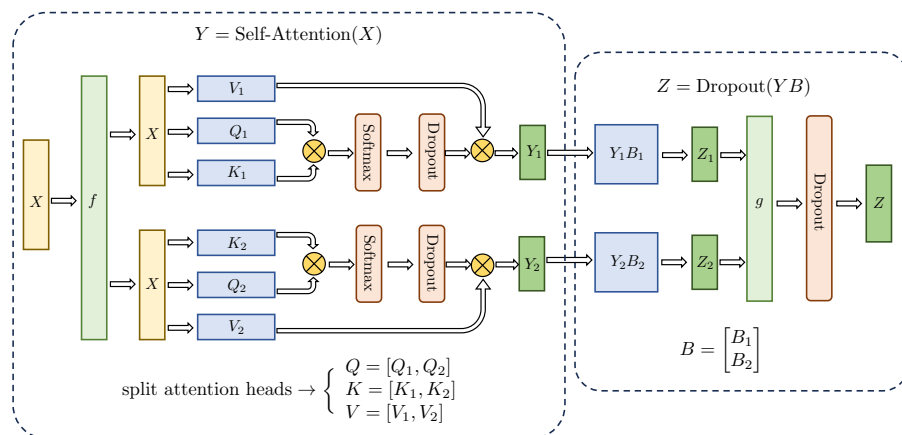 Y = Self-Attention(X)
Z = Dropout(YB)
X
f
X
V₁
Q₁
K₁
Softmax
Dropout
Y₁
Y₁B₁
Z₁
X
K₂
Q₂
V₂
Softmax
Dropout
Y₂
Y₂B₂
Z₂
g
Dropout
Z
split attention heads → {
Q = [Q₁, Q₂]
K = [K₁, K₂]
V = [V₁, V₂]
B = [B₁
B₂]